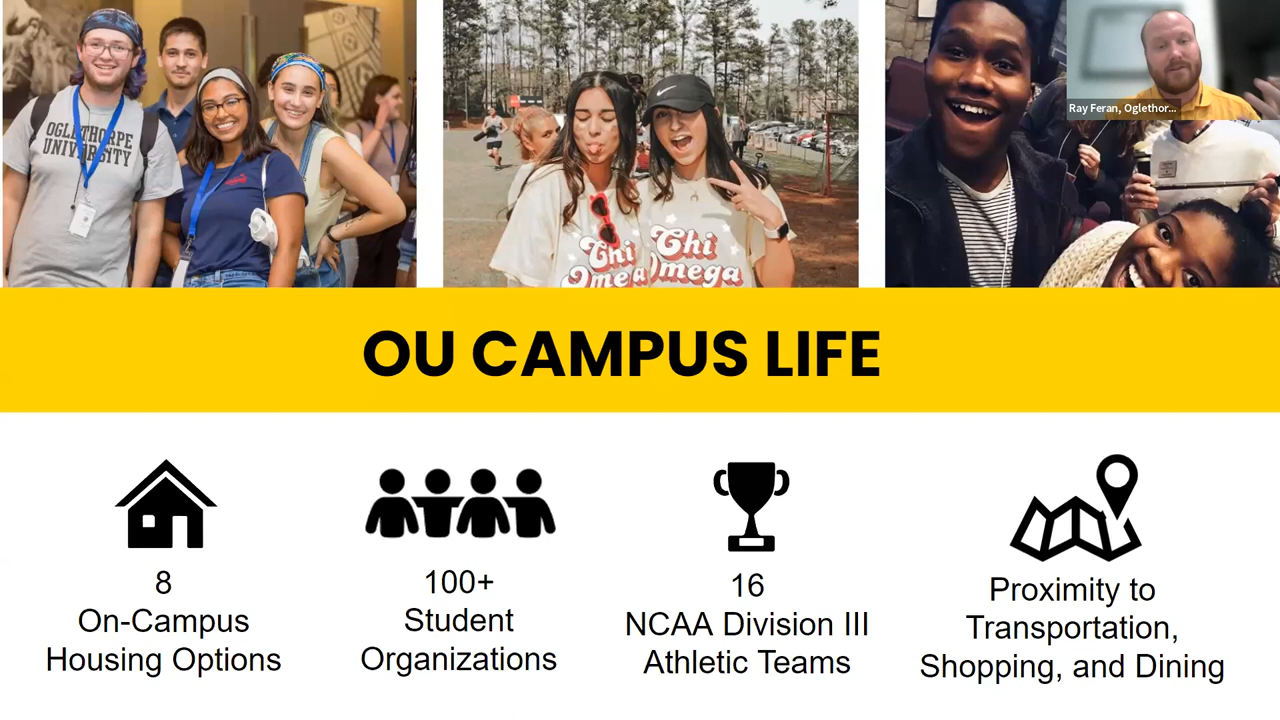 OGLETHORPE
UNIVERSITY
Chi
Omega
Chi
Omega
Ray Feran, Oglethor...
OU CAMPUS LIFE
8
On-Campus
Housing Options
100+
Student
Organizations
16
NCAA Division III
Athletic Teams
Proximity to
Transportation,
Shopping, and Dining